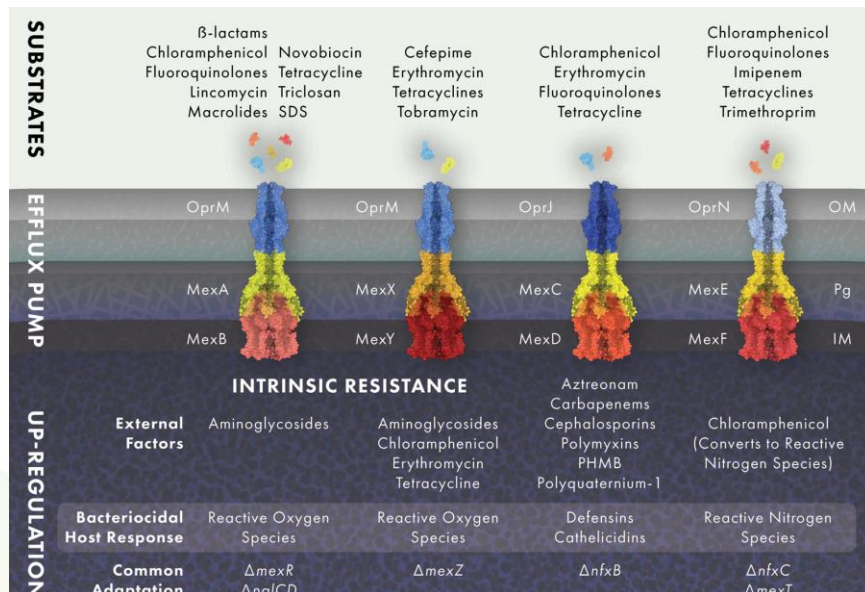 SUBSTRATES
ß-lactams
Chloramphenicol Novobiocin
Fluoroquinolones Tetracycline
Lincomycin Triclosan
Macrolides SDS
Cefepime
Erythromycin
Tetracyclines
Tobramycin
Chloramphenicol
Erythromycin
Fluoroquinolones
Tetracycline
Chloramphenicol
Fluoroquinolones
Imipenem
Tetracyclines
Trimethroprim
EFFLUX PUMP
OprM OprM OprJ OprN OM
MexA MexX MexC MexE Pg
MexB MexY MexD MexF IM
UP-REGULATION
INTRINSIC RESISTANCE
External
Factors
Aminoglycosides
Aminoglycosides
Chloramphenicol
Erythromycin
Tetracycline
Aztreonam
Carbapenems
Cephalosporins
Polymyxins
PHMB
Polyquaternium-1
Chloramphenicol
(Converts to Reactive
Nitrogen Species)
Bacteriocidal
Host Response
Reactive Oxygen
Species
Reactive Oxygen
Species
Defensins
Cathelicidins
Reactive Nitrogen
Species
Common
Adaptation
ΔmexR
ΔnalCD
ΔmexZ
ΔnfxB
ΔnfxC
ΔmexT